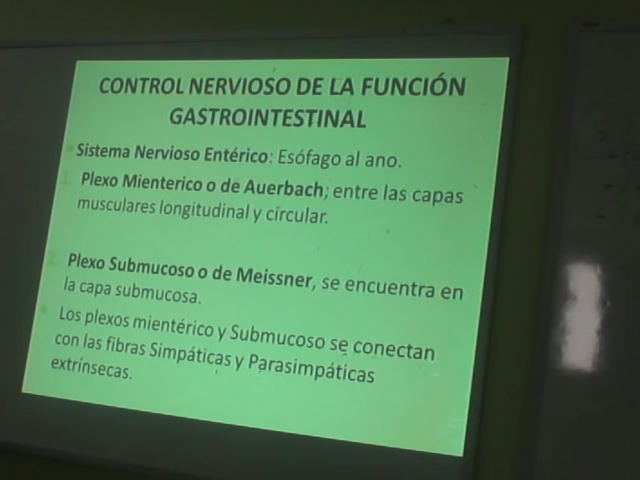 CONTROL NERVIOSO DE LA FUNCIÓN
GASTROINTESTINAL
Sistema Nervioso Entérico: Esófago al ano.
1. Plexo Mienterico o de Auerbach; entre las capas
musculares longitudinal y circular.
2. Plexo Submucoso o de Meissner, se encuentra en
la capa submucosa.
Los plexos mientérico y Submucoso se conectan
con las fibras Simpáticas y Parasimpáticas
extrínsecas.